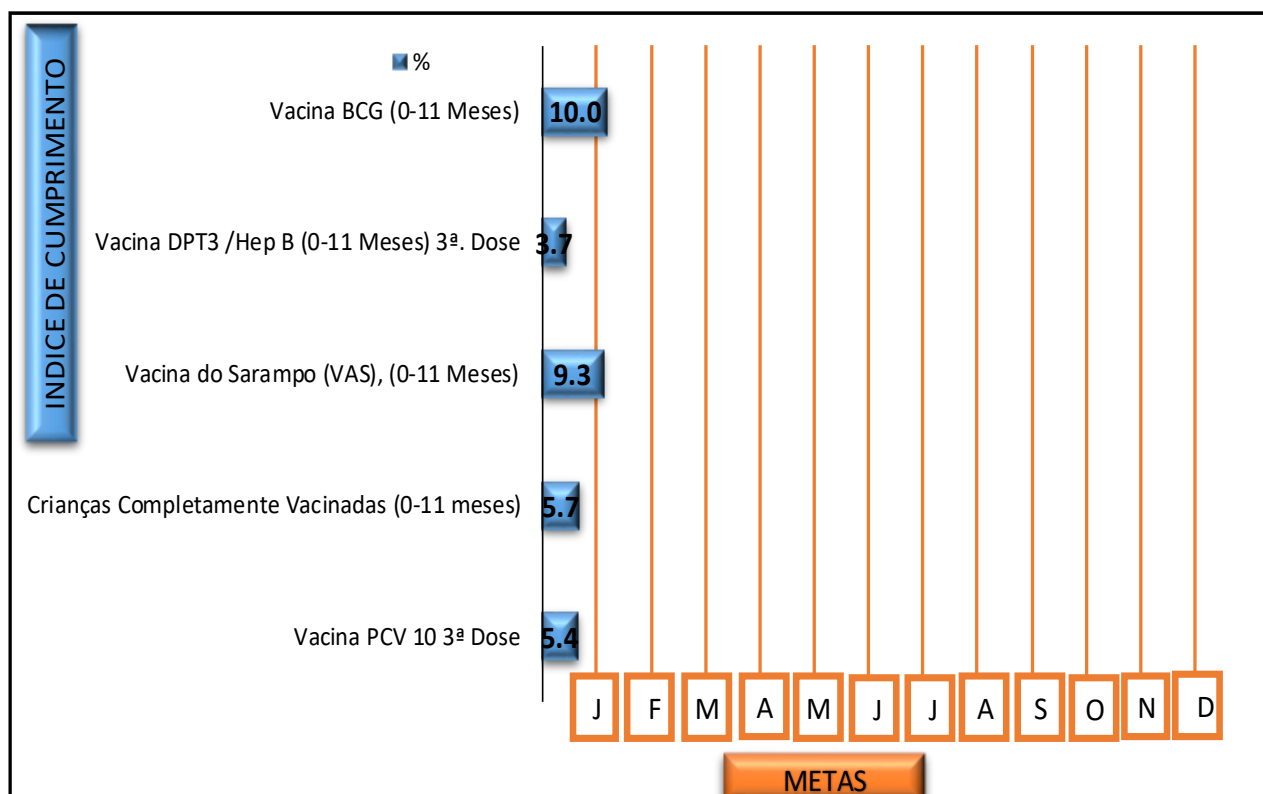 INDICE DE CUMPRIMENTO
%
Vacina BCG (0-11 Meses)
10.0
Vacina DPT3 /Hep B (0-11 Meses) 3ª. Dose
3.7
Vacina do Sarampo (VAS), (0-11 Meses)
9.3
Crianças Completamente Vacinadas (0-11 meses)
5.7
Vacina PCV 10 3ª Dose
5.4
J F M A M J J A S O N D
METAS